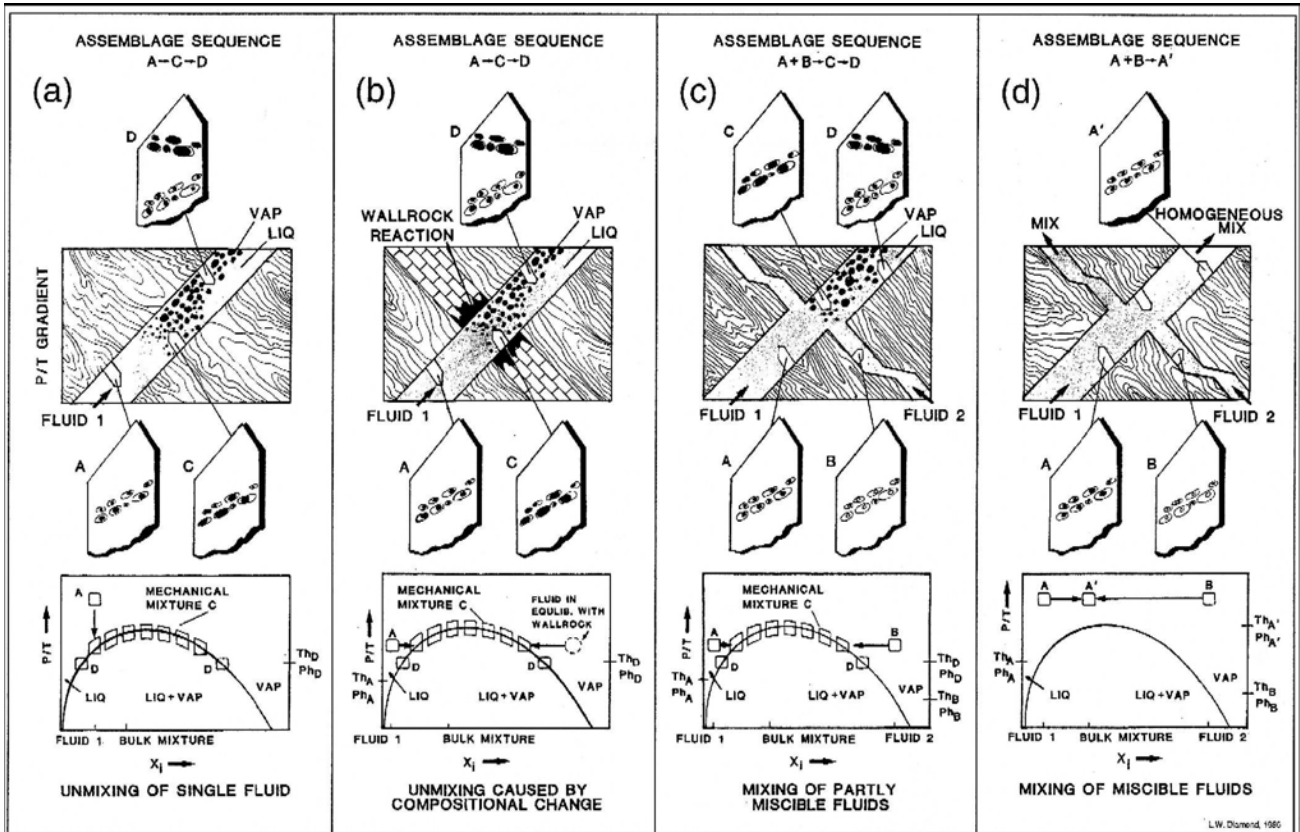 (a)
ASSEMBLAGE SEQUENCE
A→C→D
D
VAP
LIQ
P/T GRADIENT
FLUID 1
A
C
A
MECHANICAL
MIXTURE C
P/T
D
D
LIQ
LIQ + VAP
VAP
ThD
PhD
FLUID 1
BULK MIXTURE
Xi
UNMIXING OF SINGLE FLUID
(b)
ASSEMBLAGE SEQUENCE
A→C→D
D
WALLROCK
REACTION
VAP
LIQ
FLUID 1
A
C
MECHANICAL
MIXTURE C
FLUID IN
EQUILIB. WITH
WALLROCK
P/T
A
D
D
ThA
PhA
LIQ
LIQ + VAP
VAP
ThD
PhD
FLUID 1
BULK MIXTURE
Xi
UNMIXING CAUSED BY
COMPOSITIONAL CHANGE
(c)
ASSEMBLAGE SEQUENCE
A+B→C→D
C
D
VAP
LIQ
FLUID 1
FLUID 2
A
B
MECHANICAL
MIXTURE C
P/T
A
B
D
D
ThA
PhA
LIQ
LIQ + VAP
VAP
ThD
PhD
ThB
PhB
FLUID 1
BULK MIXTURE
FLUID 2
Xi
MIXING OF PARTLY
MISCIBLE FLUIDS
(d)
ASSEMBLAGE SEQUENCE
A+B→A'
A'
MIX
HOMOGENEOUS
MIX
FLUID 1
FLUID 2
A
B
P/T
A
A'
B
ThA
PhA
LIQ
LIQ + VAP
VAP
ThA'
PhA'
ThB
PhB
FLUID 1
BULK MIXTURE
FLUID 2
Xi
MIXING OF MISCIBLE FLUIDS